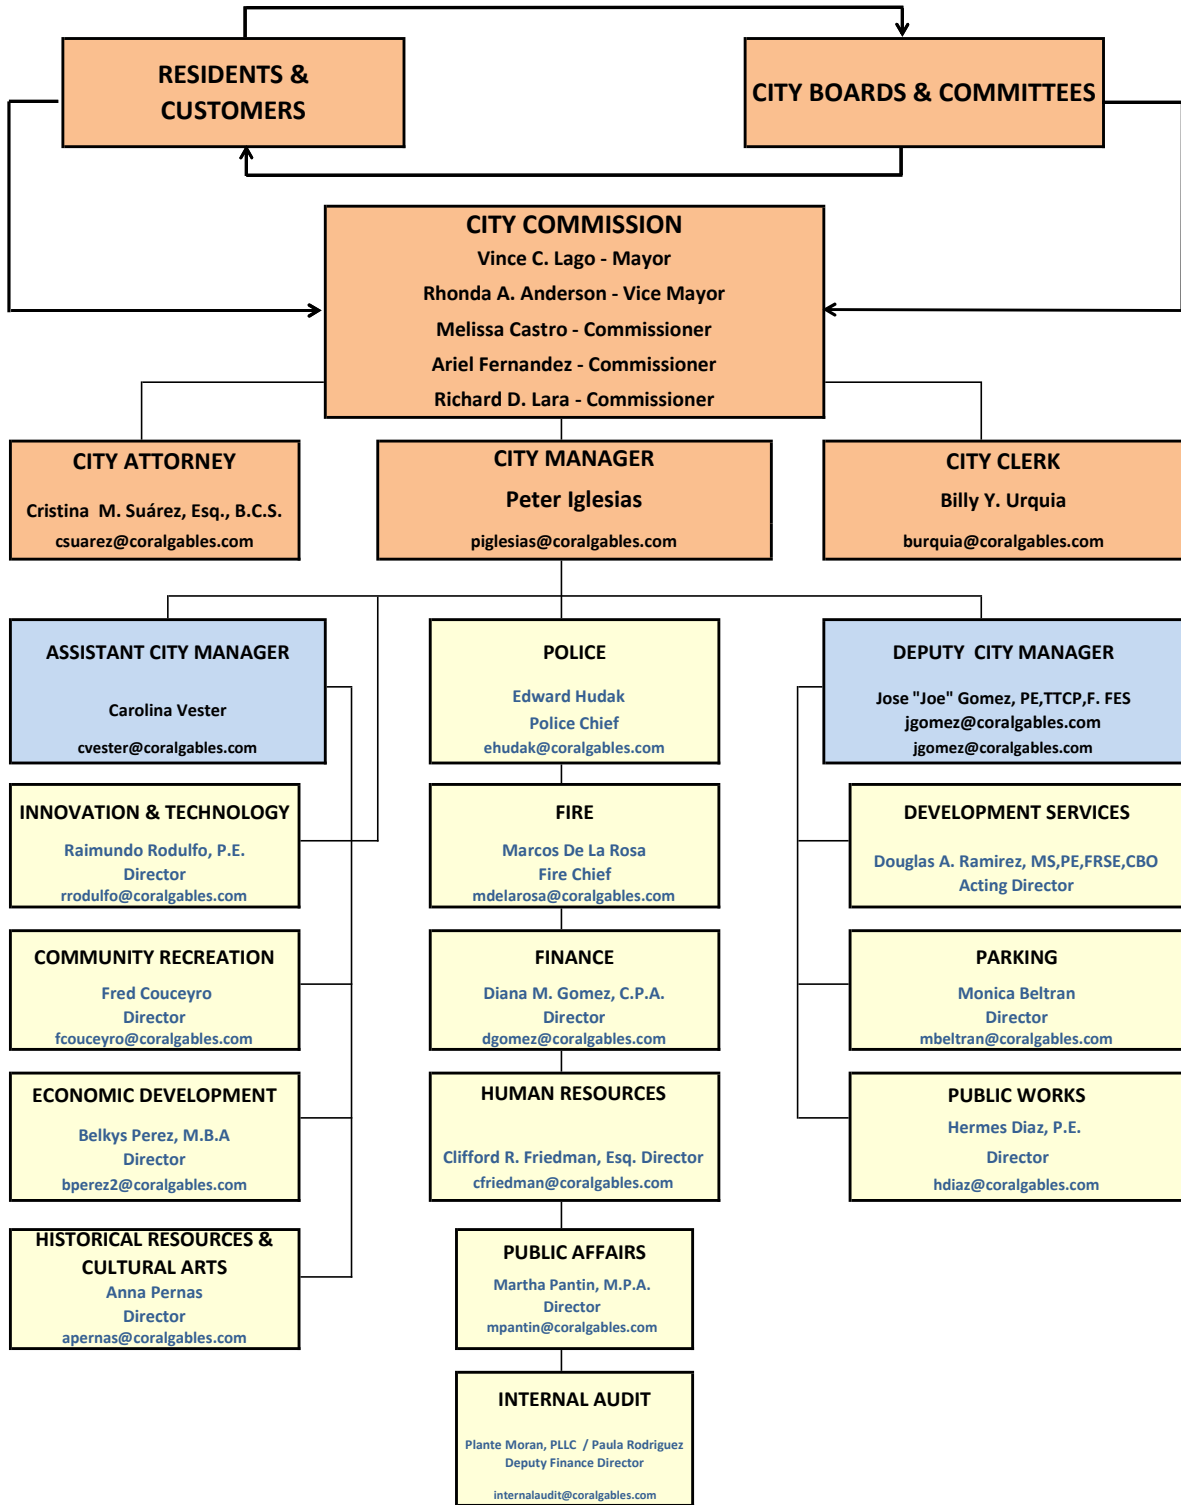 RESIDENTS &
CUSTOMERS
CITY BOARDS & COMMITTEES
CITY COMMISSION
Vince C. Lago - Mayor
Rhonda A. Anderson - Vice Mayor
Melissa Castro - Commissioner
Ariel Fernandez - Commissioner
Richard D. Lara - Commissioner
CITY ATTORNEY
Cristina M. Suárez, Esq., B.C.S.
csuarez@coralgables.com
CITY MANAGER
Peter Iglesias
piglesias@coralgables.com
CITY CLERK
Billy Y. Urquia
burquia@coralgables.com
ASSISTANT CITY MANAGER
Carolina Vester
cvester@coralgables.com
POLICE
Edward Hudak
Police Chief
ehudak@coralgables.com
DEPUTY CITY MANAGER
Jose "Joe" Gomez, PE,TTCP,F. FES
jgomez@coralgables.com
jgomez@coralgables.com
INNOVATION & TECHNOLOGY
Raimundo Rodulfo, P.E.
Director
rrodulfo@coralgables.com
FIRE
Marcos De La Rosa
Fire Chief
mdelarosa@coralgables.com
DEVELOPMENT SERVICES
Douglas A. Ramirez, MS,PE,FRSE,CBO
Acting Director
COMMUNITY RECREATION
Fred Couceyro
Director
fcouceyro@coralgables.com
FINANCE
Diana M. Gomez, C.P.A.
Director
dgomez@coralgables.com
PARKING
Monica Beltran
Director
mbeltran@coralgables.com
ECONOMIC DEVELOPMENT
Belkys Perez, M.B.A
Director
bperez2@coralgables.com
HUMAN RESOURCES
Clifford R. Friedman, Esq. Director
cfriedman@coralgables.com
PUBLIC WORKS
Hermes Diaz, P.E.
Director
hdiaz@coralgables.com
HISTORICAL RESOURCES &
CULTURAL ARTS
Anna Pernas
Director
apernas@coralgables.com
PUBLIC AFFAIRS
Martha Pantin, M.P.A.
Director
mpantin@coralgables.com
INTERNAL AUDIT
Plante Moran, PLLC / Paula Rodriguez
Deputy Finance Director
internalaudit@coralgables.com